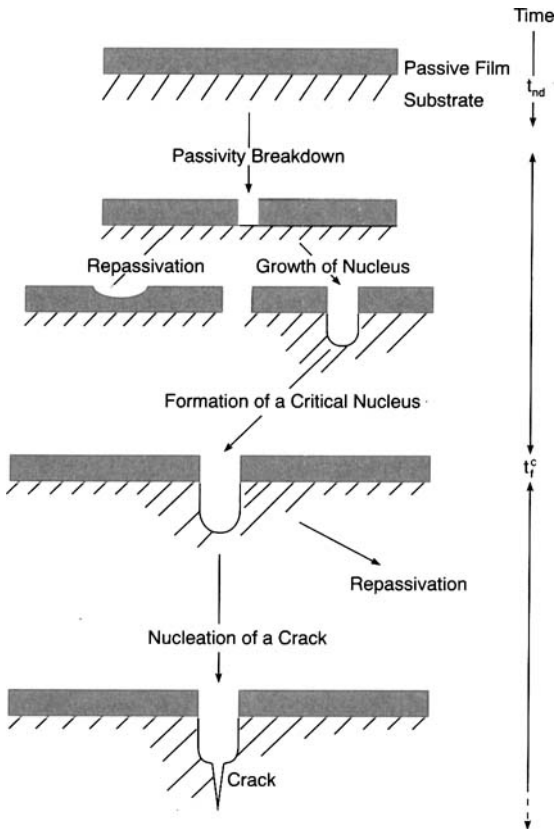 Time
Passive Film
t_nd
Substrate
Passivity Breakdown
Repassivation
Growth of Nucleus
Formation of a Critical Nucleus
t_f^c
Repassivation
Nucleation of a Crack
Crack